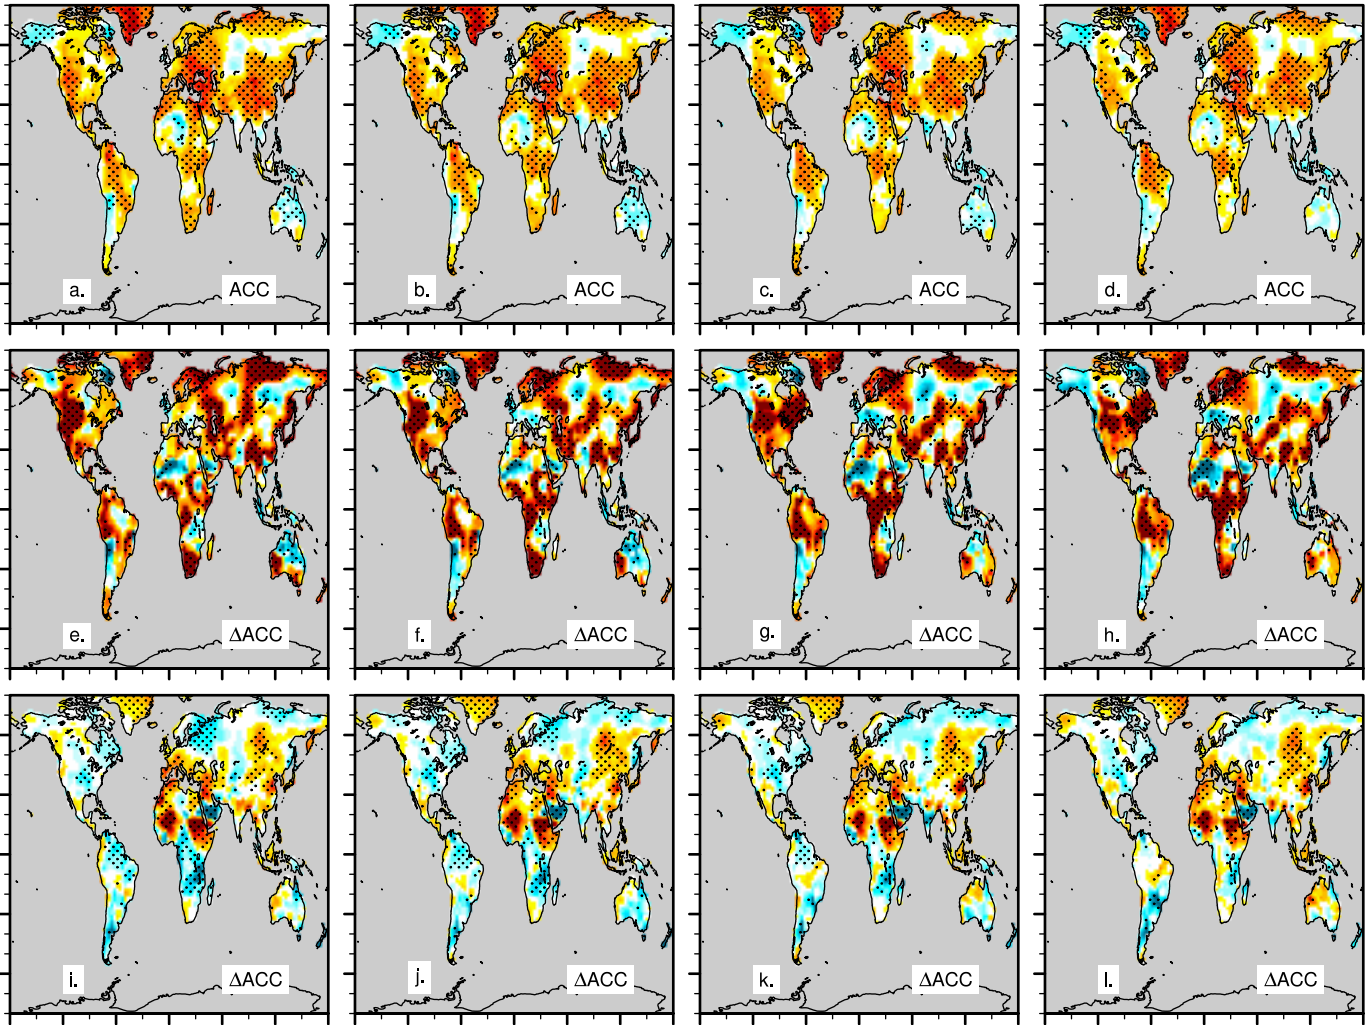 a. ACC
b. ACC
c. ACC
d. ACC
e. ΔACC
f. ΔACC
g. ΔACC
h. ΔACC
i. ΔACC
j. ΔACC
k. ΔACC
l. ΔACC